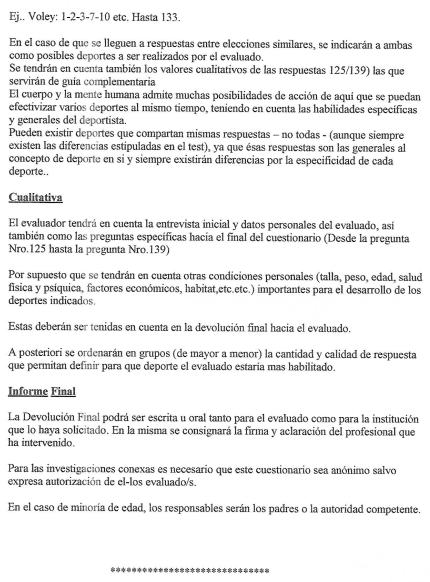 Ej.. Voley: 1-2-3-7-10 etc. Hasta 133.
En el caso de que se lleguen a respuestas entre elecciones similares, se indicarán a ambas
como posibles deportes a ser realizados por el evaluado.
Se tendrán en cuenta también los valores cualitativos de las respuestas 125/139) las que
servirán de guía complementaria
El cuerpo y la mente humana admite muchas posibilidades de acción de aquí que se puedan
efectivizar varios deportes al mismo tiempo, teniendo en cuenta las habilidades específicas
y generales del deportista.
Pueden existir deportes que compartan mismas respuestas – no todas - (aunque siempre
existen las diferencias estipuladas en el test), ya que ésas respuestas son las generales al
concepto de deporte en si y siempre existirán diferencias por la especificidad de cada
deporte..
Cualitativa
El evaluador tendrá en cuenta la entrevista inicial y datos personales del evaluado, así
también como las preguntas específicas hacia el final del cuestionario (Desde la pregunta
Nro.125 hasta la pregunta Nro.139)
Por supuesto que se tendrán en cuenta otras condiciones personales (talla, peso, edad, salud
física y psíquica, factores económicos, habitat,etc.etc.) importantes para el desarrollo de los
deportes indicados.
Estas deberán ser tenidas en cuenta en la devolución final hacia el evaluado.
A posteriori se ordenarán en grupos (de mayor a menor) la cantidad y calidad de respuesta
que permitan definir para que deporte el evaluado estaría mas habilitado.
Informe Final
La Devolución Final podrá ser escrita u oral tanto para el evaluado como para la institución
que lo haya solicitado. En la misma se consignará la firma y aclaración del profesional que
ha intervenido.
Para las investigaciones conexas es necesario que este cuestionario sea anónimo salvo
expresa autorización de el-los evaluado/s.
En el caso de minoría de edad, los responsables serán los padres o la autoridad competente.
******************************